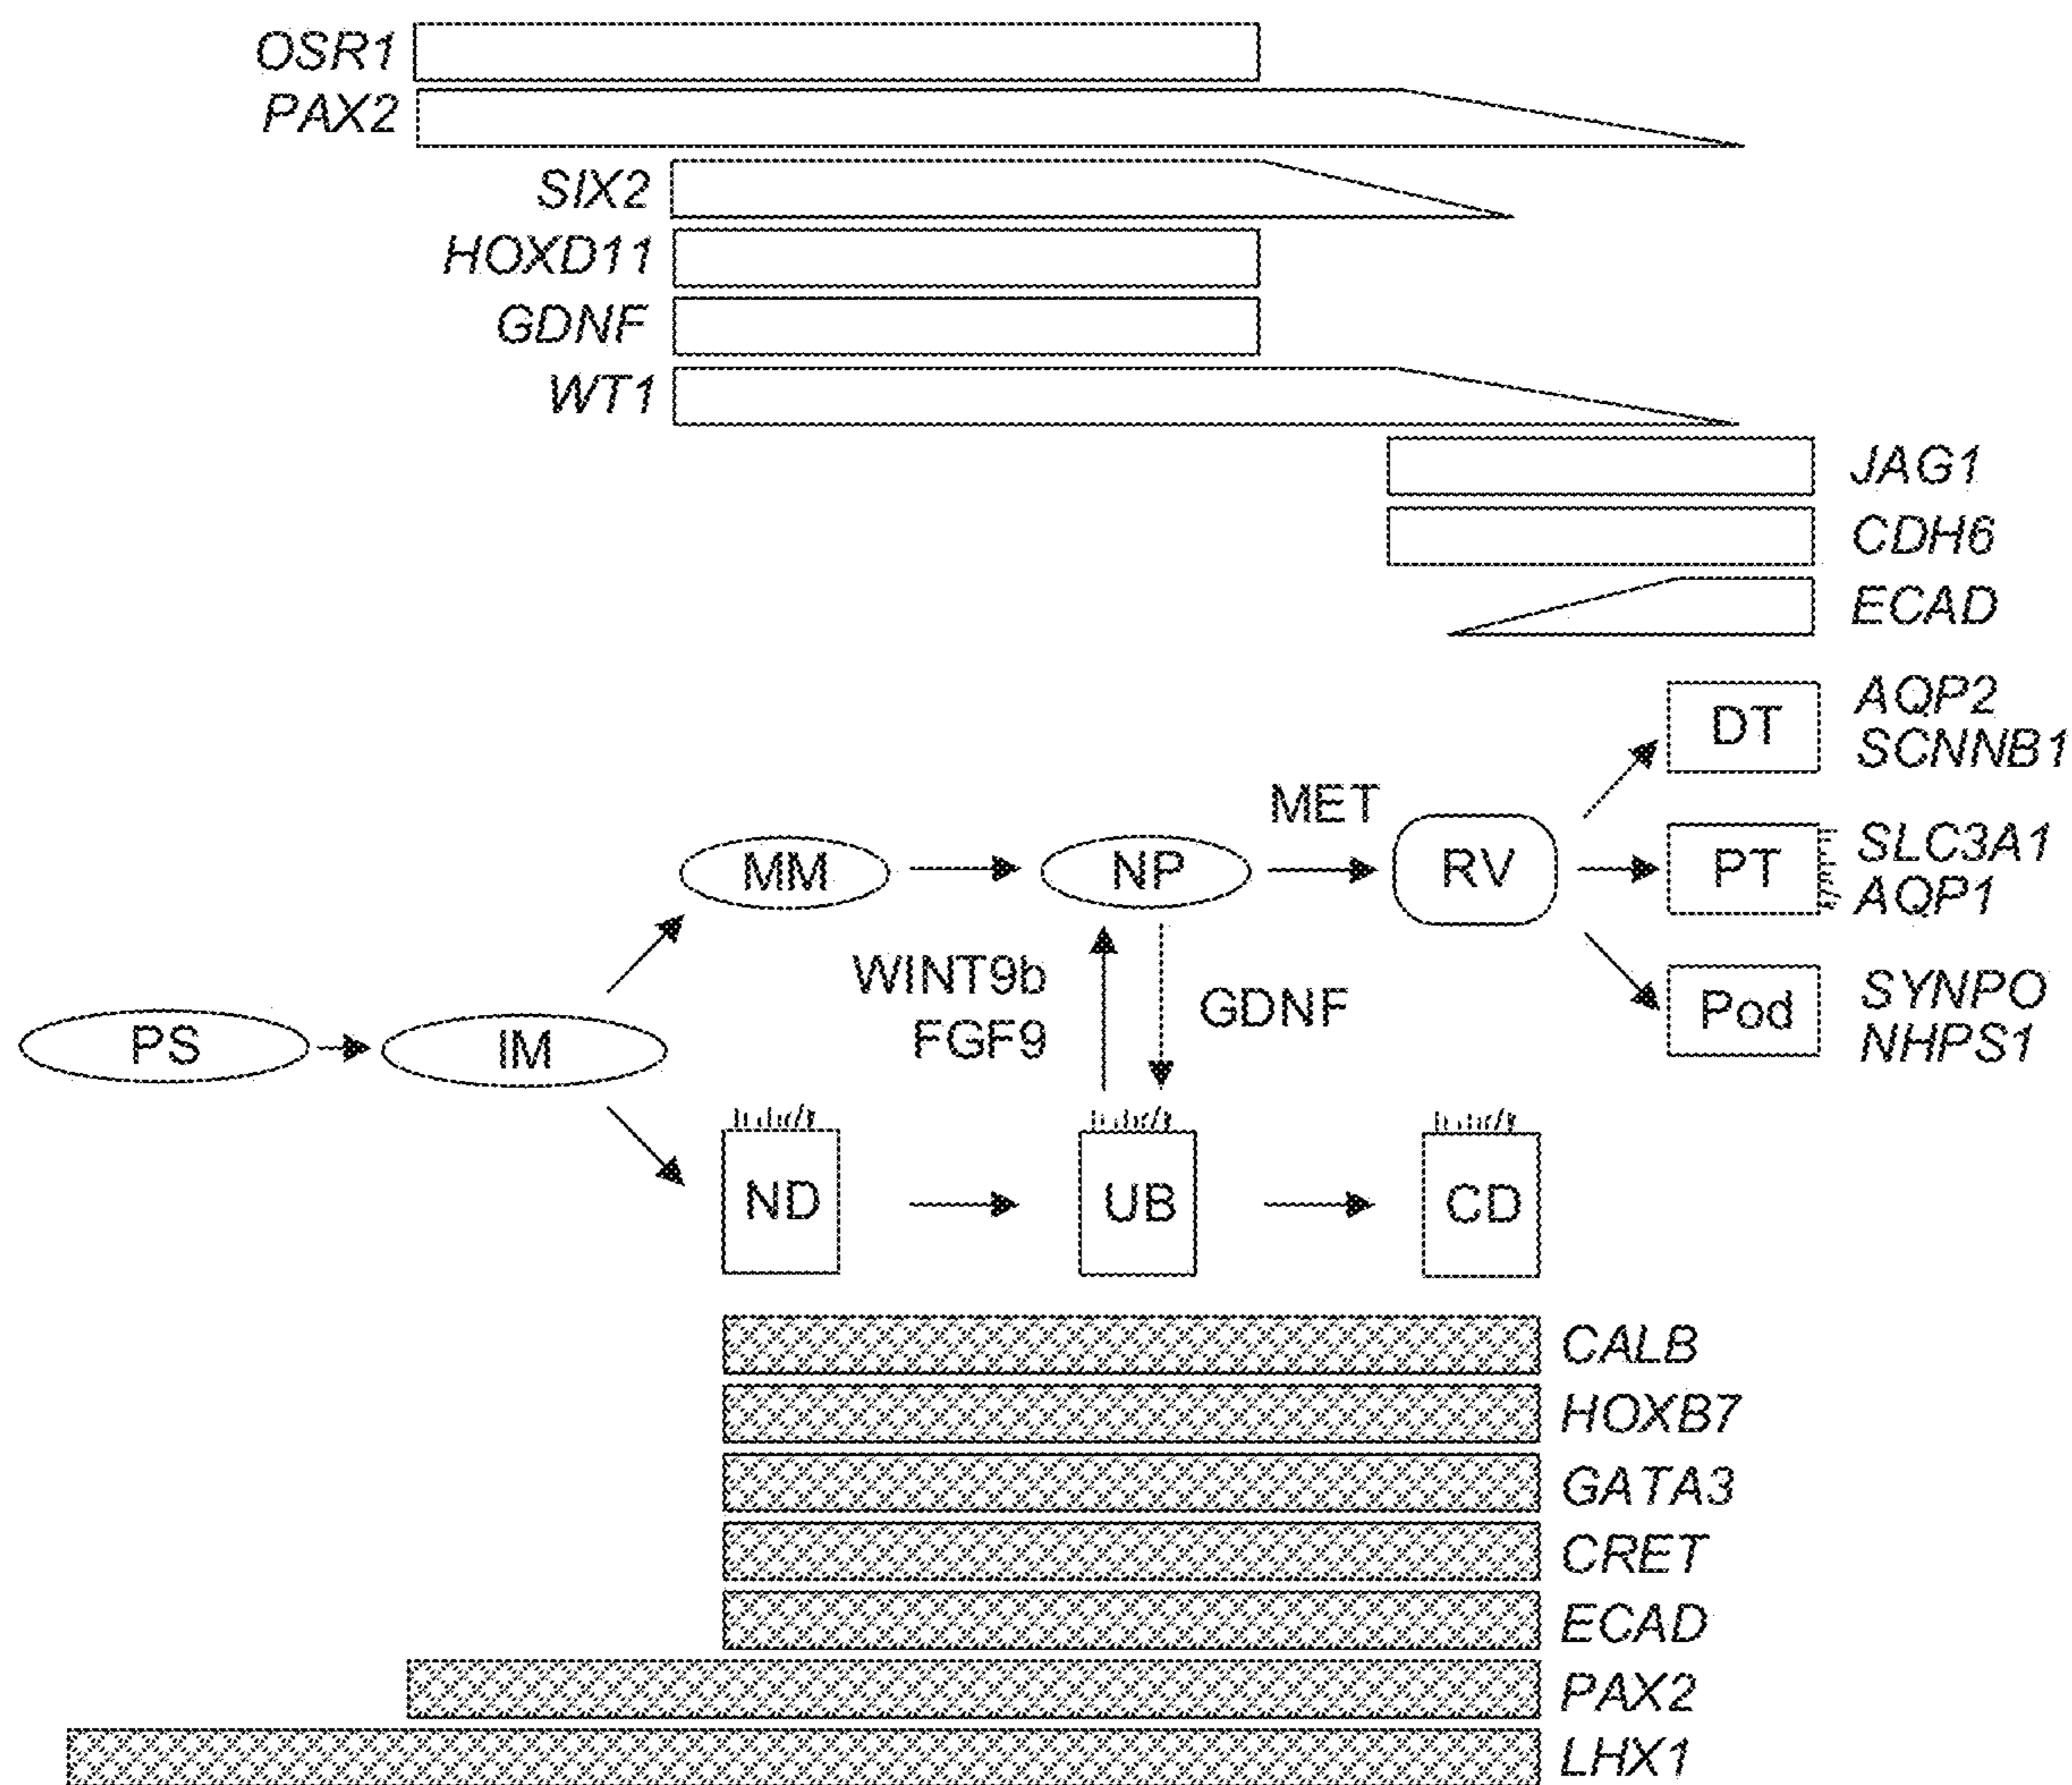 OSR1
PAX2
SIX2
HOXD11
GDNF
WT1
JAG1
CDH6
ECAD
DT
AQP2
SCNNB1
MET
MM
NP
RV
PT
SLC3A1
AQP1
WINT9b
FGF9
GDNF
Pod
SYNPO
NHPS1
PS
IM
ND
UB
CD
CALB
HOXB7
GATA3
CRET
ECAD
PAX2
LHX1